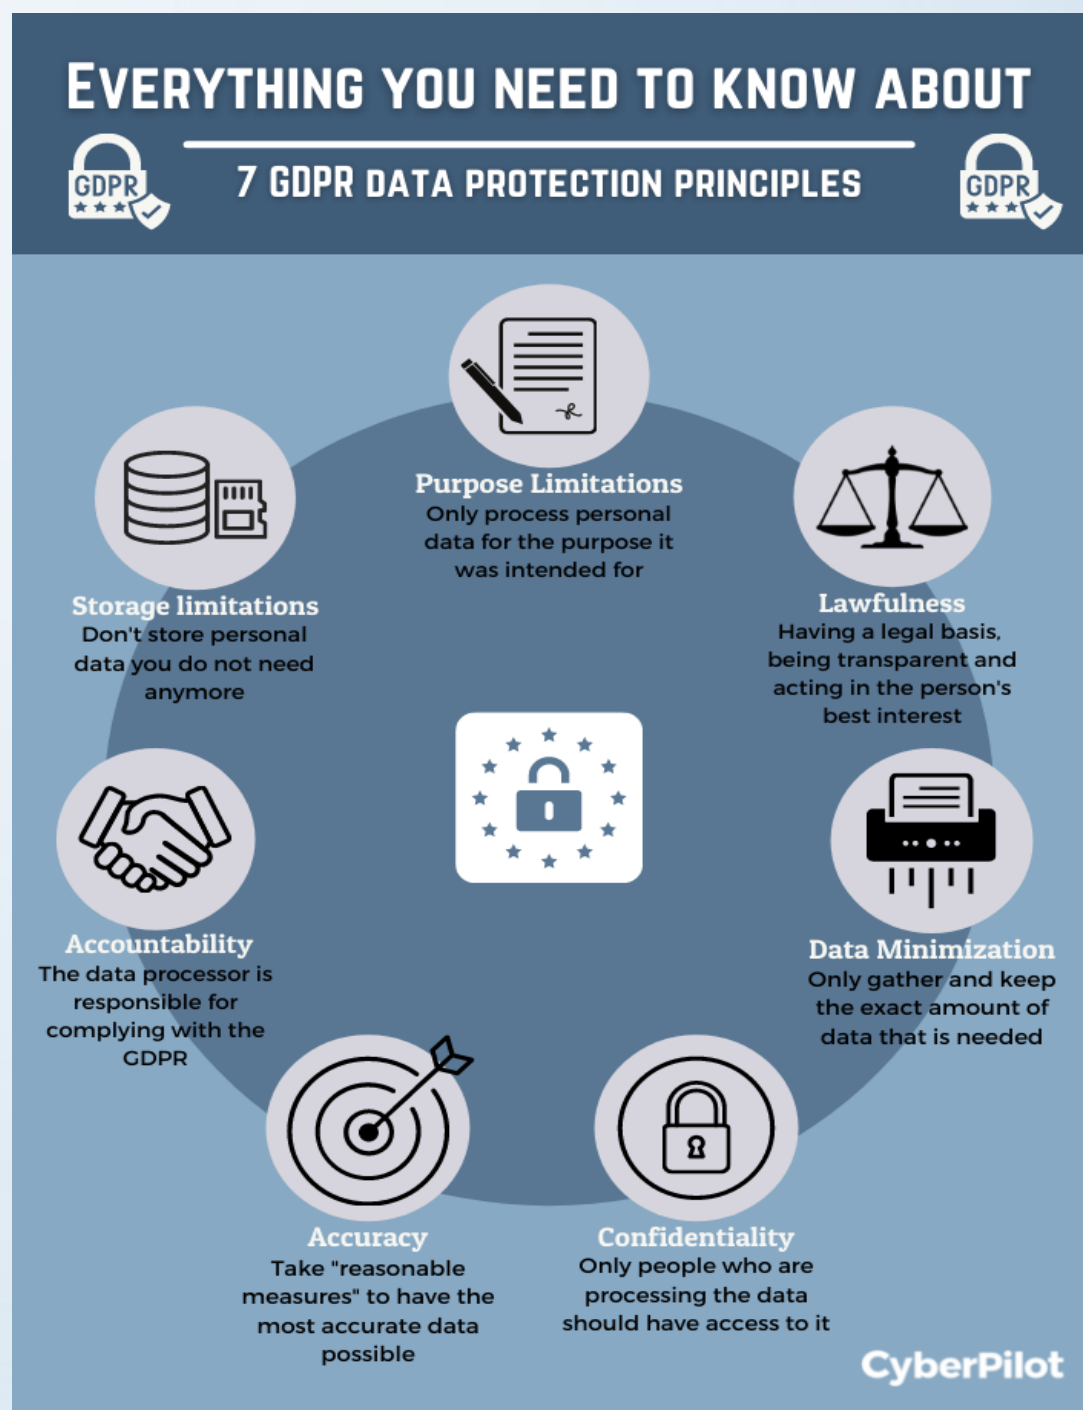 EVERYTHING YOU NEED TO KNOW ABOUT
GDPR
7 GDPR DATA PROTECTION PRINCIPLES
GDPR
Purpose Limitations
Only process personal
data for the purpose it
was intended for
Storage limitations
Don't store personal
data you do not need
anymore
Lawfulness
Having a legal basis,
being transparent and
acting in the person's
best interest
Accountability
The data processor is
responsible for
complying with the
GDPR
Data Minimization
Only gather and keep
the exact amount of
data that is needed
Accuracy
Take "reasonable
measures" to have the
most accurate data
possible
Confidentiality
Only people who are
processing the data
should have access to it
CyberPilot